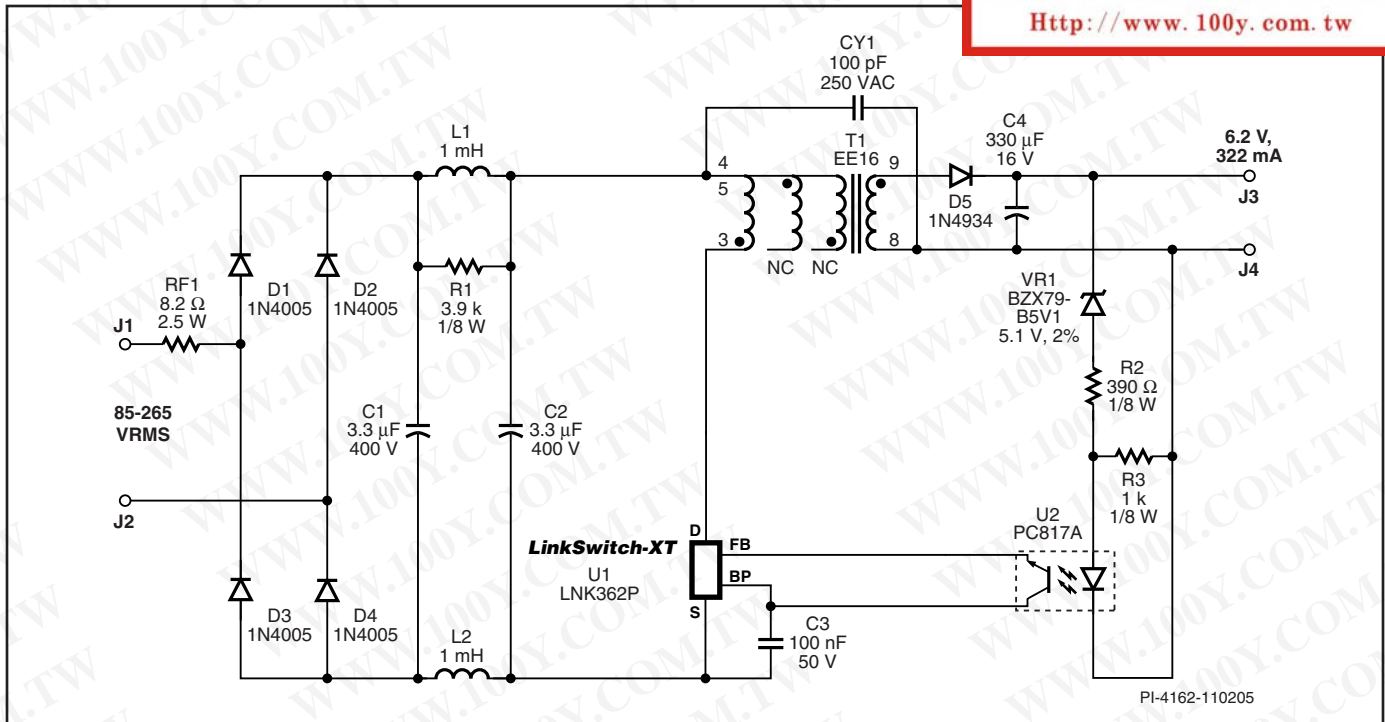 Http://www. 100y. com. tw
CY1
100 pF
250 VAC
L1
1 mH
T1
EE16
C4
330 µF
16 V
6.2 V,
322 mA
J3
4
5
3
9
8
NC
NC
D5
1N4934
J4
RF1
8.2 Ω
2.5 W
D1
1N4005
D2
1N4005
R1
3.9 k
1/8 W
VR1
BZX79-
B5V1
5.1 V, 2%
J1
85-265
VRMS
J2
C1
3.3 µF
400 V
C2
3.3 µF
400 V
R2
390 Ω
1/8 W
R3
1 k
1/8 W
LinkSwitch-XT
U1
LNK362P
D
FB
BP
S
U2
PC817A
D3
1N4005
D4
1N4005
L2
1 mH
C3
100 nF
50 V
PI-4162-110205
WWW.100Y.COM.TW